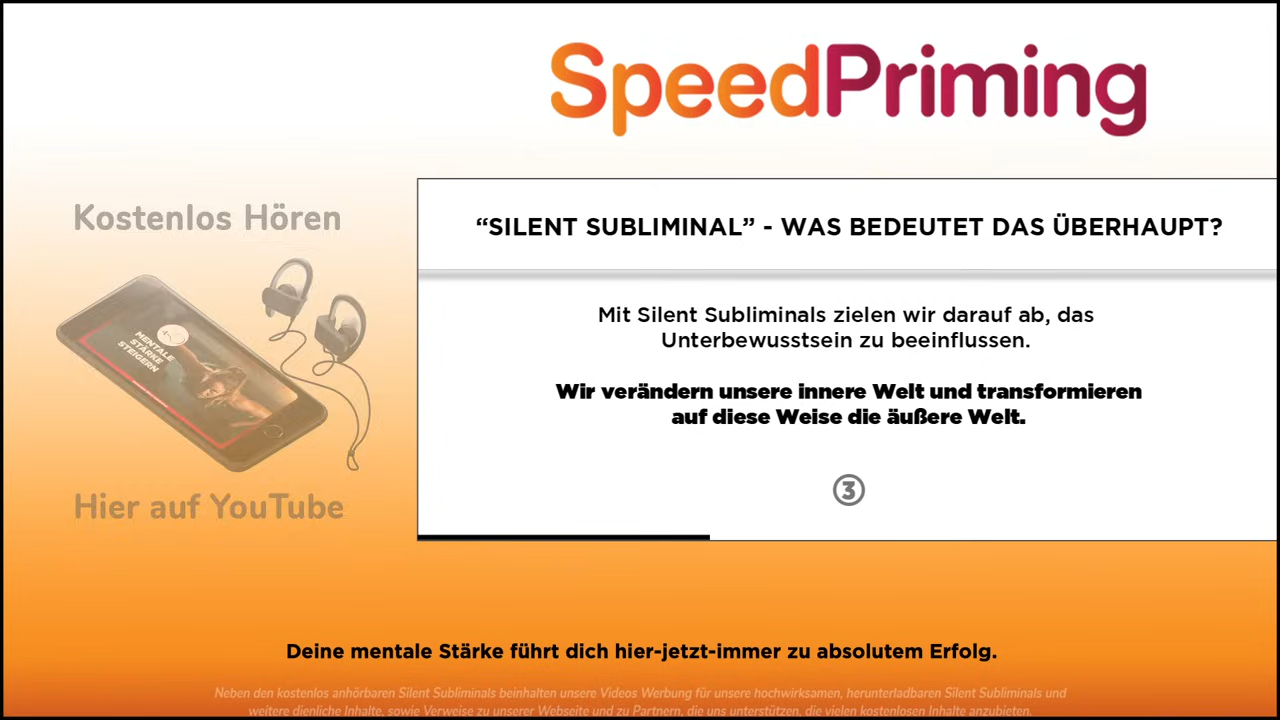 SpeedPriming
Kostenlos Hören
“SILENT SUBLIMINAL” - WAS BEDEUTET DAS ÜBERHAUPT?
Mit Silent Subliminals zielen wir darauf ab, das
Unterbewusstsein zu beeinflussen.
MENTALE
STÄRKE
STEIGERN
Wir verändern unsere innere Welt und transformieren
auf diese Weise die äußere Welt.
③
Hier auf YouTube
Deine mentale Stärke führt dich hier-jetzt-immer zu absolutem Erfolg.
Neben den kostenlos anhörbaren Silent Subliminals beinhalten unsere Videos Werbung für unsere hochwirksamen, herunterladbaren Silent Subliminals und
weitere dienliche Inhalte, sowie Verweise zu unserer Webseite und zu Partnern, die uns unterstützen, die vielen kostenlosen Inhalte anzubieten.